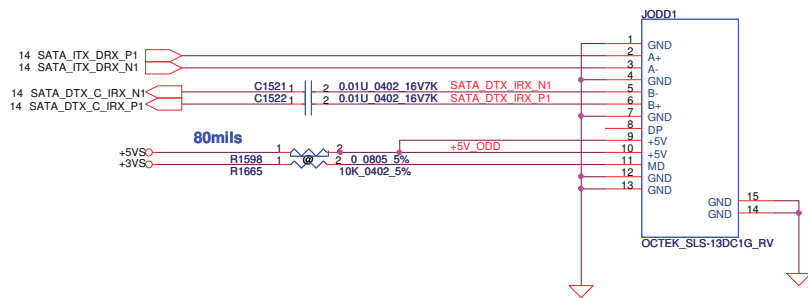 JODD1
1 GND
14 SATA_ITX_DRX_P1 2 A+
14 SATA_ITX_DRX_N1 3 A-
4 GND
14 SATA_DTX_C_IRX_N1 C1521 1 2 0.01U_0402_16V7K SATA_DTX_IRX_N1 5 B-
14 SATA_DTX_C_IRX_P1 C1522 1 2 0.01U_0402_16V7K SATA_DTX_IRX_P1 6 B+
7 GND
8 DP
80mils
9 +5V
+5VS 1 2 +5V_ODD 10 +5V
R1598 @ 0_0805_5%
+3VS 1 2 11 MD
R1665 10K_0402_5%
12 GND
13 GND
GND 15
GND 14
OCTEK_SLS-13DC1G_RV